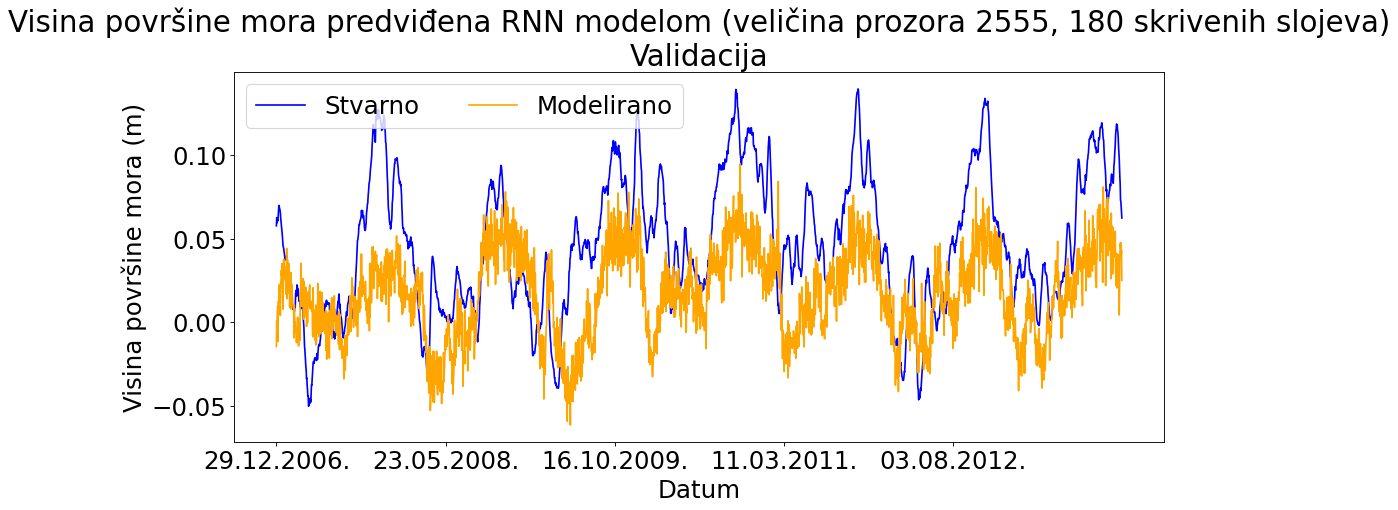 Visina površine mora predviđena RNN modelom (veličina prozora 2555, 180 skrivenih slojeva)
Validacija
Stvarno Modelirano
Visina površine mora (m)
0.10
0.05
0.00
−0.05
29.12.2006. 23.05.2008. 16.10.2009. 11.03.2011. 03.08.2012.
Datum